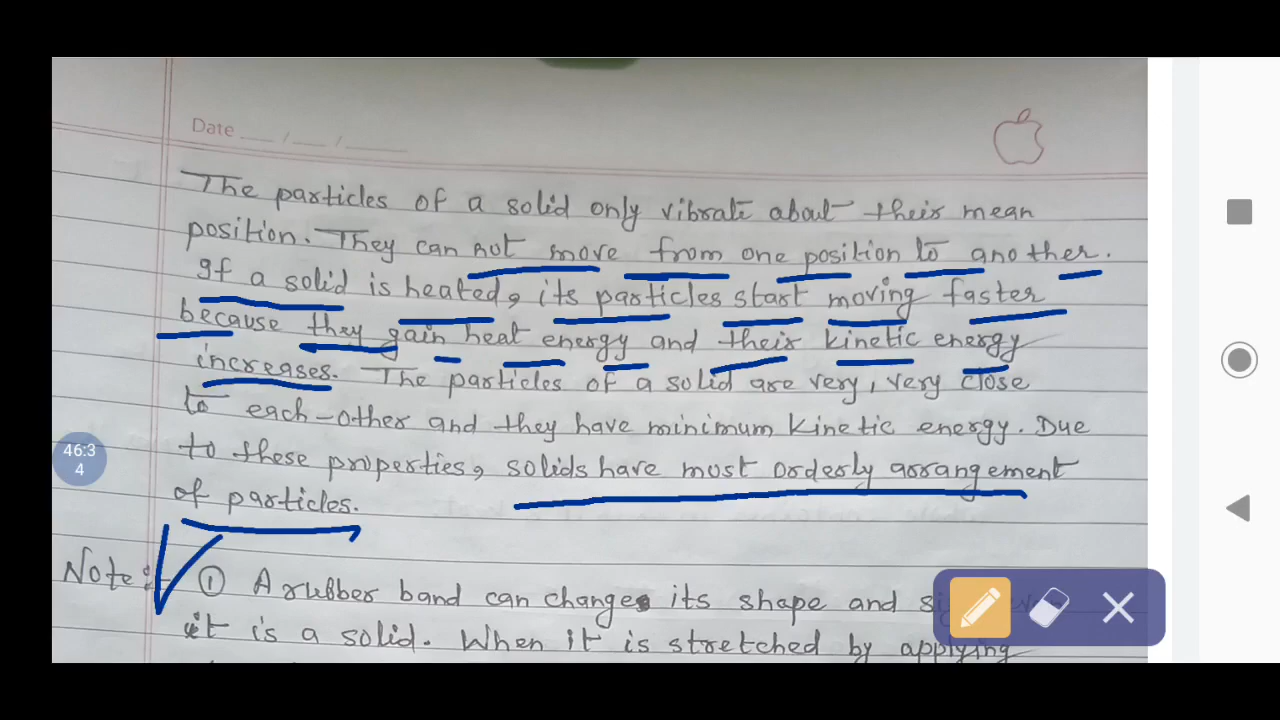 Date __/__/__
The particles of a solid only vibrate about their mean
position. They can not move from one position to another.
If a solid is heated, its particles start moving faster
because they gain heat energy and their kinetic energy
increases. The particles of a solid are very, very close
to each-other and they have minimum kinetic energy. Due
to these properties, solids have most orderly arrangement
of particles.
Note:- ① A rubber band can change its shape and
it is a solid. When it is stretched by applying
46:3
4